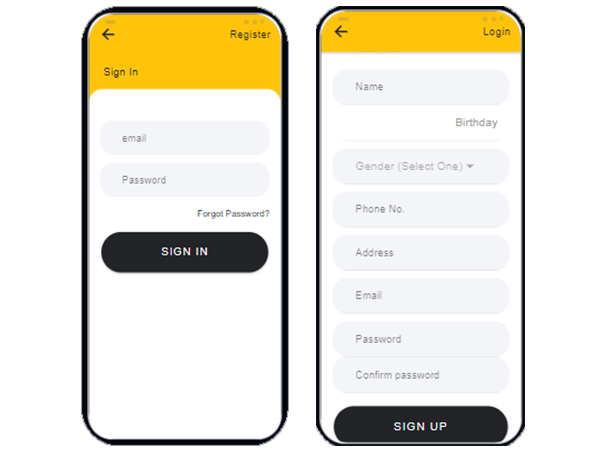 Register
Sign In
email
Password
Forgot Password?
SIGN IN
Login
Name
Birthday
Gender (Select One)
Phone No.
Address
Email
Password
Confirm password
SIGN UP